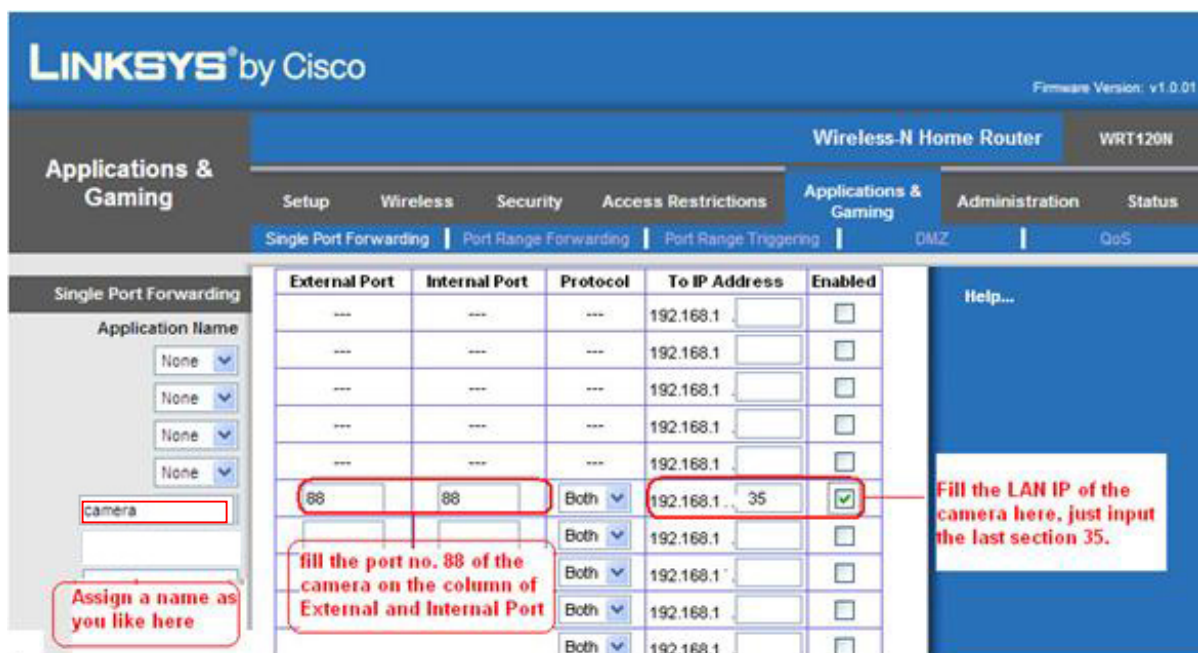 LINKSYS® by Cisco
Firmware Version: v1.0.01
Applications & Gaming
Wireless-N Home Router WRT120N
Setup Wireless Security Access Restrictions Applications & Gaming Administration Status
Single Port Forwarding Port Range Forwarding Port Range Triggering DMZ QoS
Single Port Forwarding
Application Name
None
None
None
None
camera
Assign a name as
you like here
External Port Internal Port Protocol To IP Address Enabled
--- --- --- 192.168.1 .
--- --- --- 192.168.1
--- --- --- 192.168.1 .
--- --- --- 192.168.1 .
--- --- --- 192.168.1 .
88 88 Both 192.168.1 . 35
Both 192.168.1 .
Both 192.168.1 .
Both 192.168.1 .
Both 192.168.1
fill the port no. 88 of the
camera on the column of
External and Internal Port
Help...
Fill the LAN IP of the
camera here, just input
the last section 35.